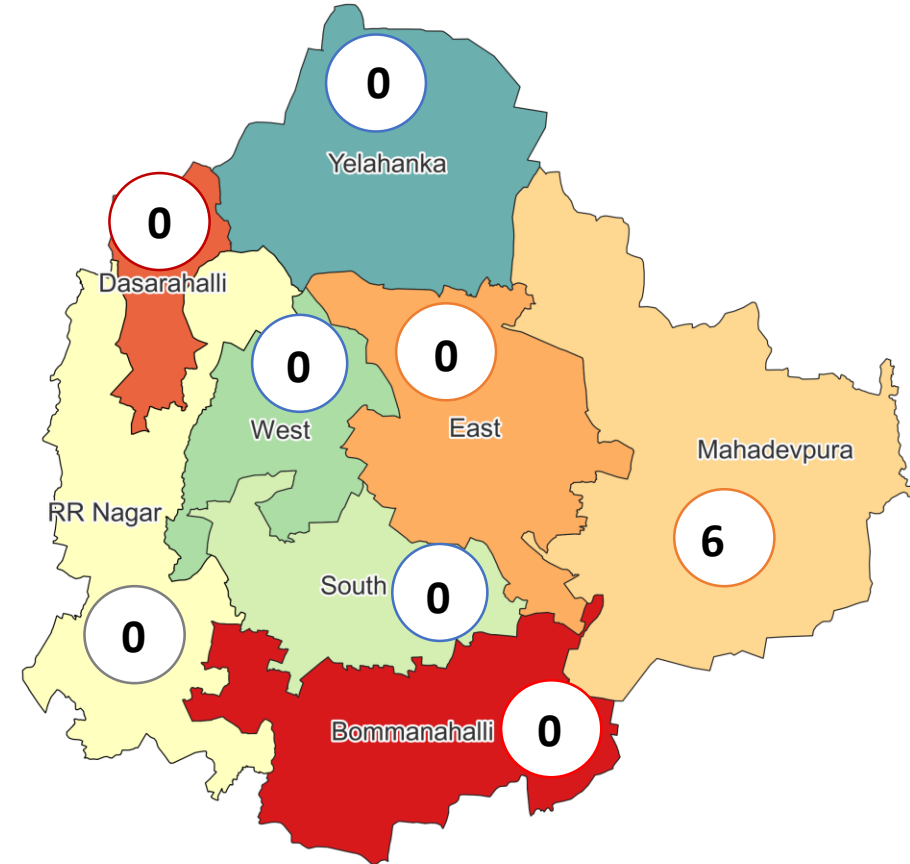 0
Yelahanka
0
Dasarahalli
0
0
West
East
Mahadevpura
RR Nagar
6
South
0
0
Bommanahalli
0